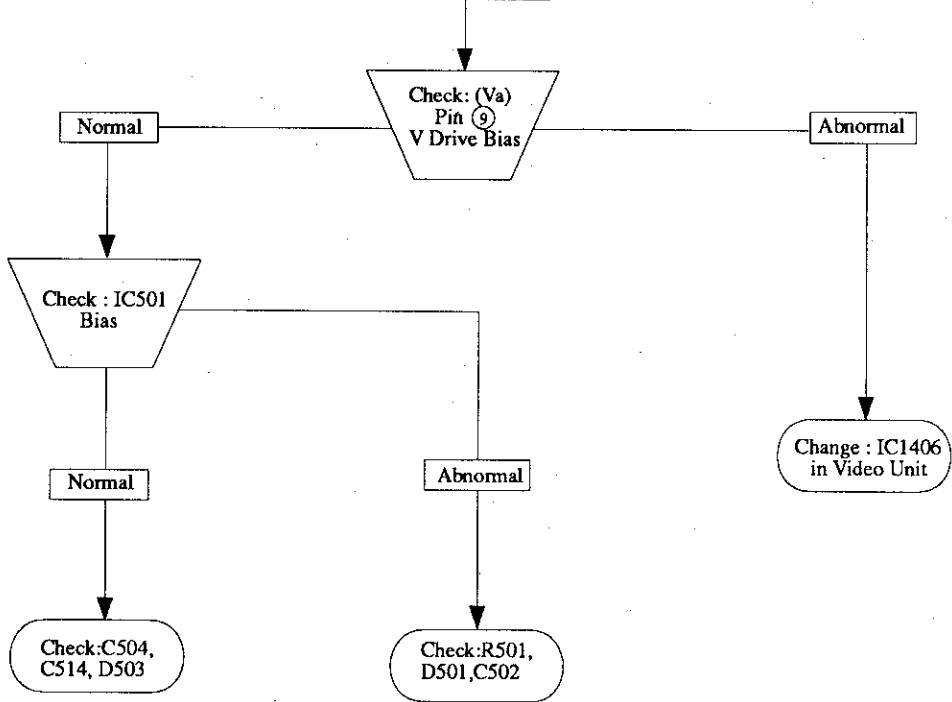 Check: (Va)
Pin ⑨
V Drive Bias
Normal
Abnormal
Check : IC501
Bias
Normal
Abnormal
Change : IC1406
in Video Unit
Check:C504,
C514, D503
Check:R501,
D501,C502